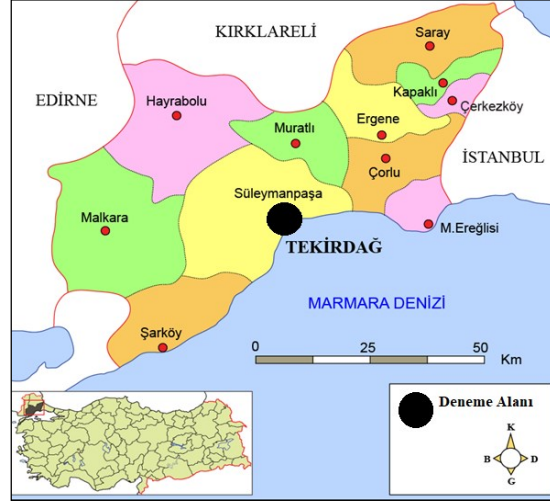 KIRKLARELİ
Saray
EDİRNE
Kapaklı
Hayrabolu
Çerkezköy
Ergene
Muratlı
İSTANBUL
Çorlu
Süleymanpaşa
Malkara
M.Ereğlisi
TEKİRDAĞ
MARMARA DENİZİ
Şarköy
0 25 50
Km
Deneme Alanı
K
B D
G